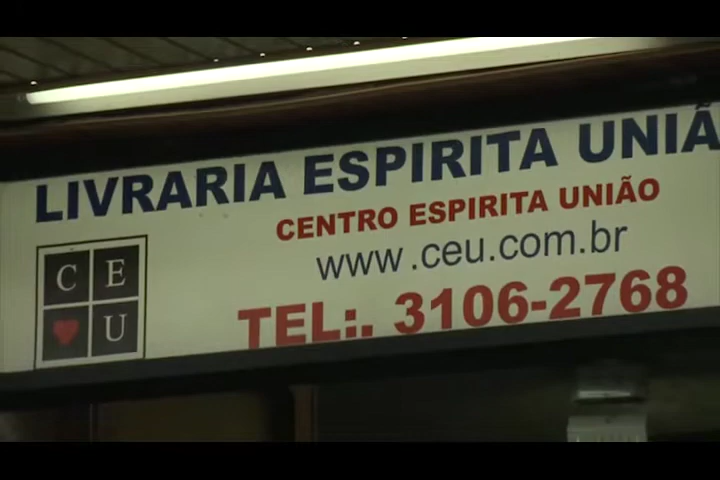 LIVRARIA ESPIRITA UNIÃ
CENTRO ESPIRITA UNIÃO
www.ceu.com.br
TEL:. 3106-2768
C E
U